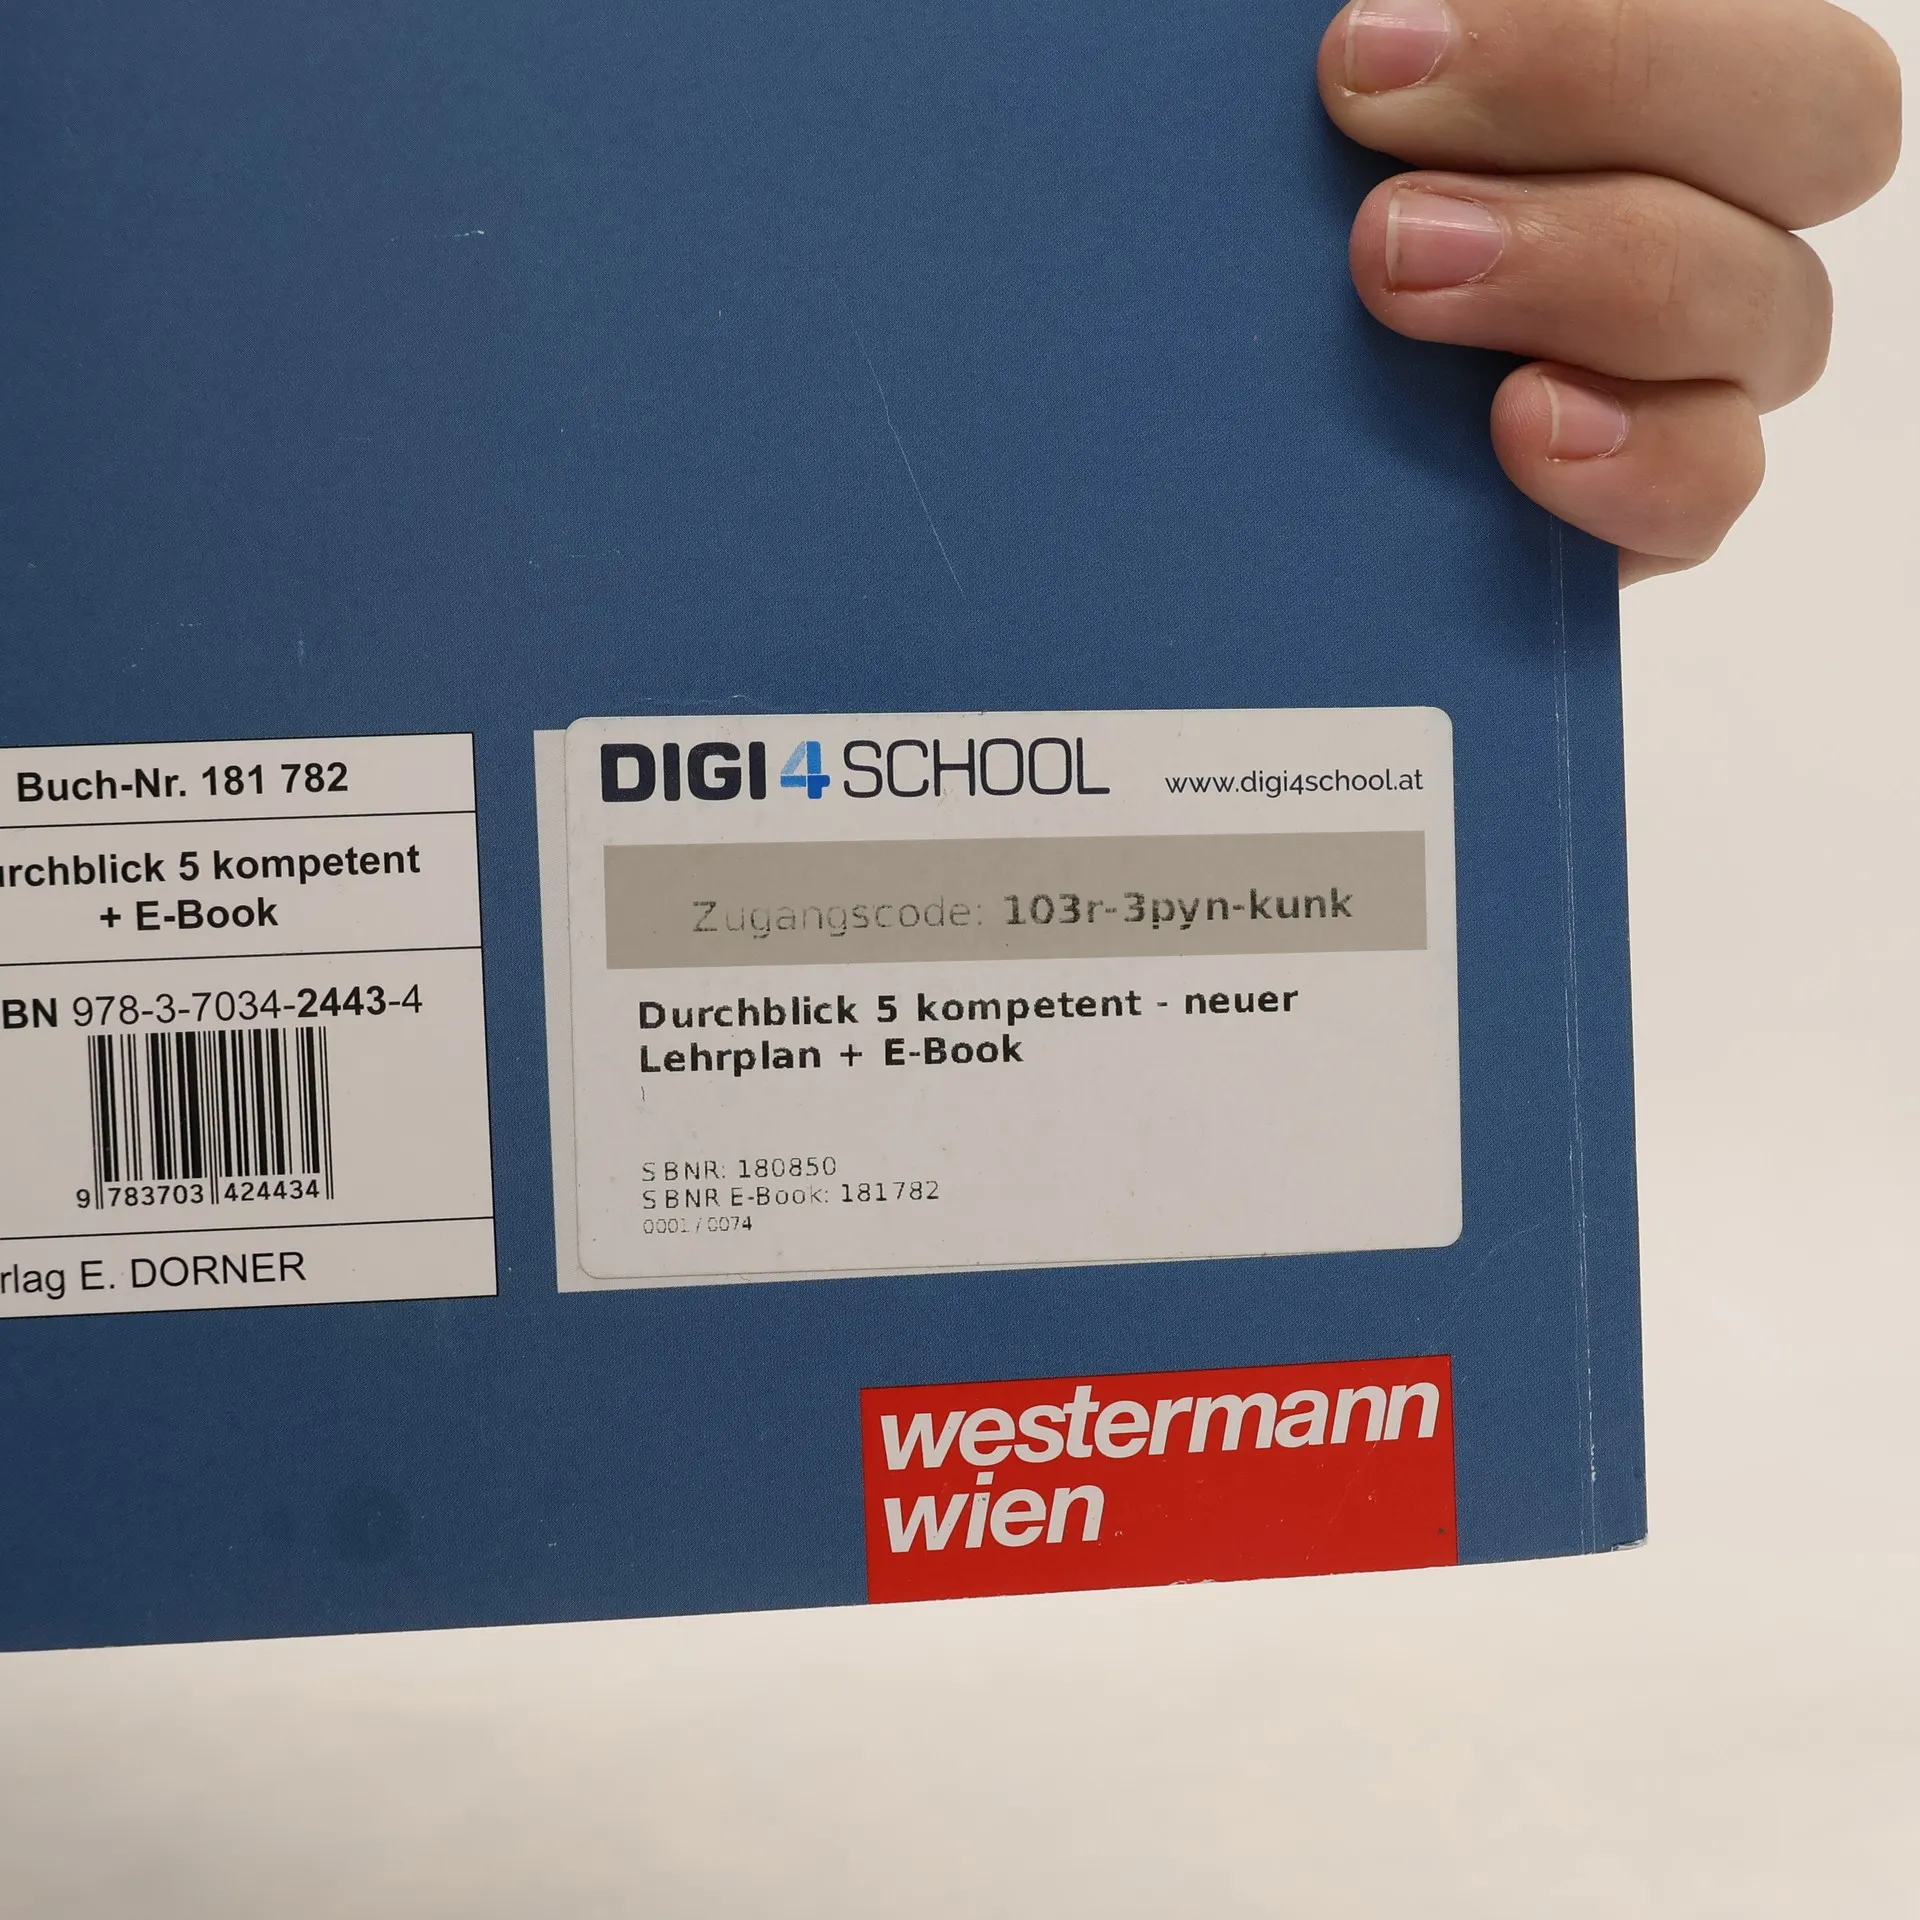 Buch-Nr. 181 782
urchblick 5 kompetent
+ E-Book
BN 978-3-7034-2443-4
9 783703 424434
rlag E. DORNER
DIGI4SCHOOL
www.digi4school.at
Zugangscode: 103r-3pyn-kunk
Durchblick 5 kompetent - neuer
Lehrplan + E-Book
SBNR: 180850
SBNR E-Book: 181782
0001 / 0074
westermann
wien